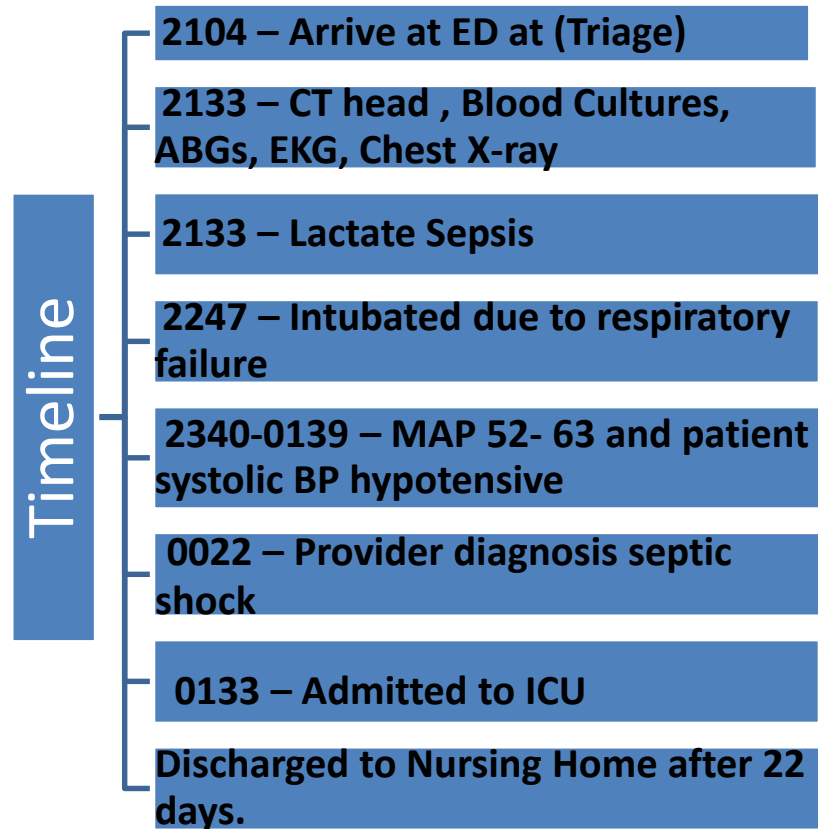 Timeline
2104 – Arrive at ED at (Triage)
2133 – CT head , Blood Cultures,
ABGs, EKG, Chest X-ray
2133 – Lactate Sepsis
2247 – Intubated due to respiratory
failure
2340-0139 – MAP 52- 63 and patient
systolic BP hypotensive
0022 – Provider diagnosis septic
shock
0133 – Admitted to ICU
Discharged to Nursing Home after 22
days.